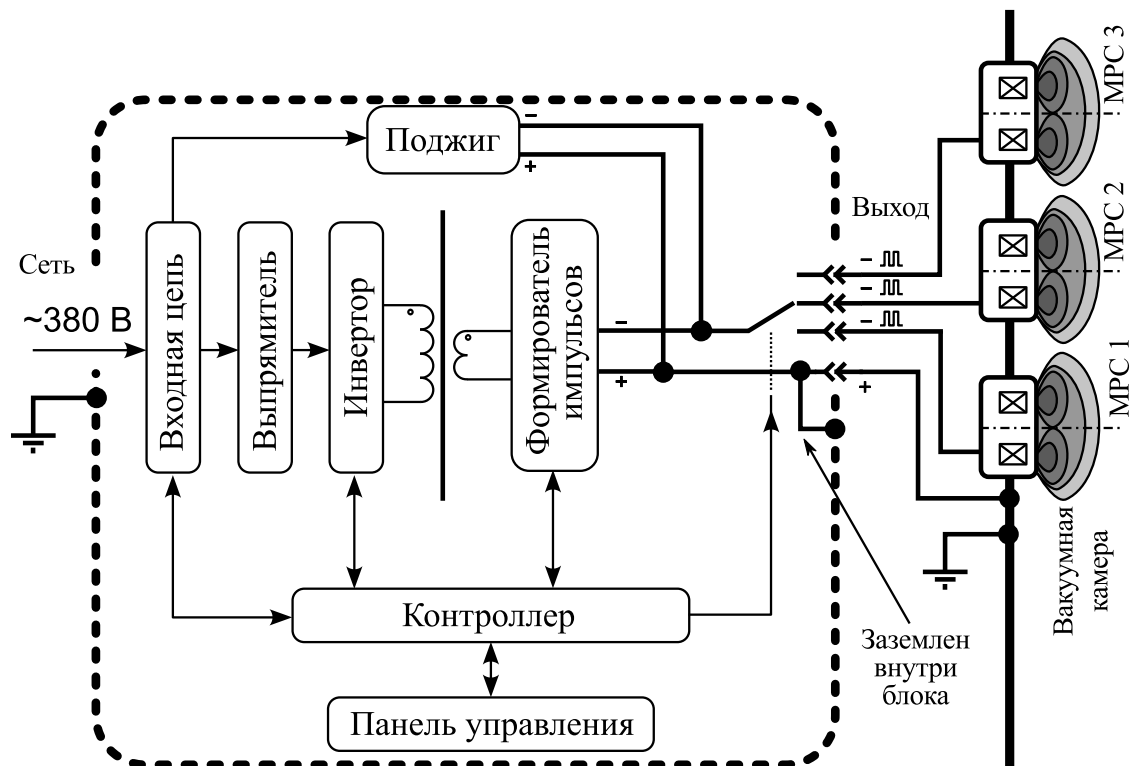 Поджиг
−
+
Сеть
~380 В
Входная цепь
Выпрямитель
Инвертор
Формирователь
импульсов
−
+
Выход
−
−
−
+
МРС 3
МРС 2
МРС 1
Вакуумная
камера
Контроллер
Заземлен
внутри
блока
Панель управления